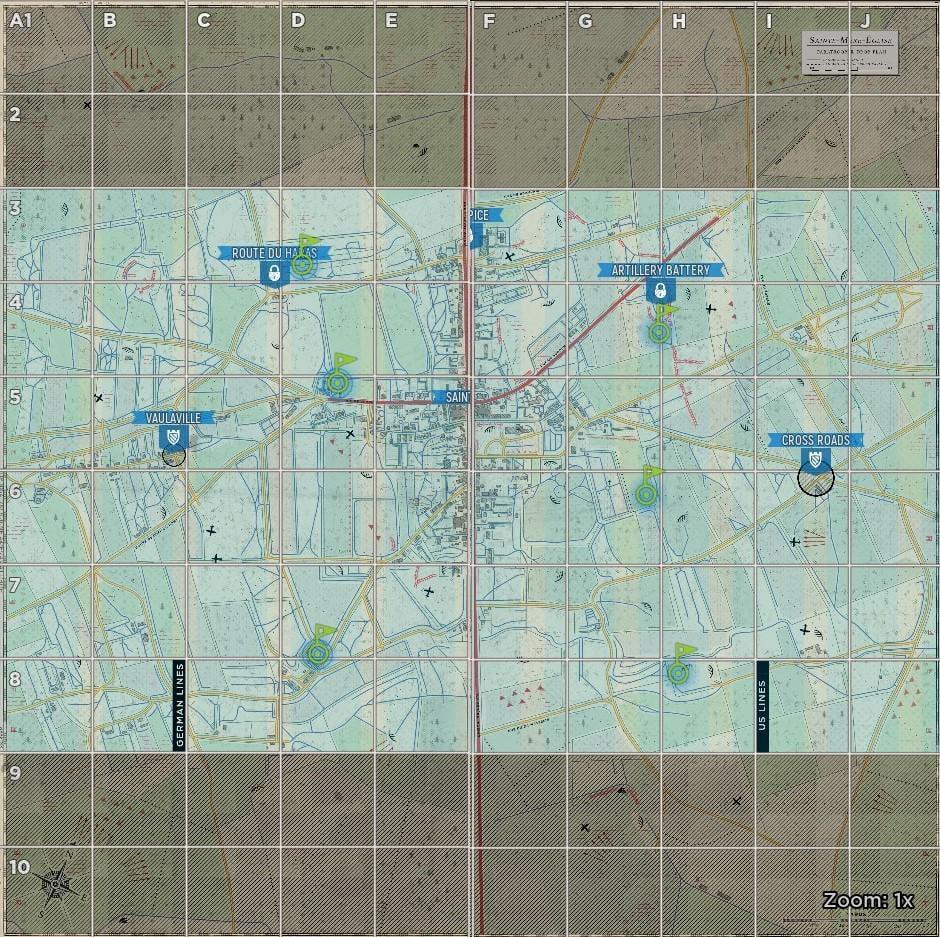 A1 B C D E F G H I J
SAINTE-MÈRE-ÉGLISE
2
3
PICE
ROUTE DU HARAS
ARTILLERY BATTERY
4
5
SAINT
VAULAVILLE
CROSS ROADS
6
7
8
GERMAN LINES
US LINES
9
10
Zoom: 1x